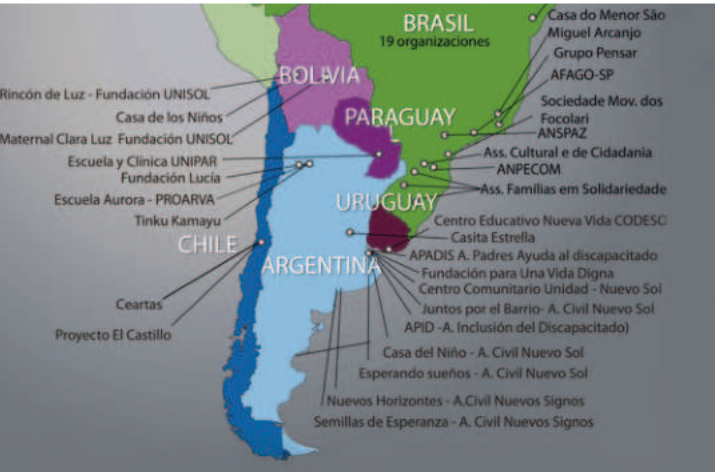 BRASIL
19 organizaciones
Casa do Menor São
Miguel Arcanjo
Grupo Pensar
AFAGO-SP
Sociedade Mov. dos
Focolari
ANSPAZ
Ass. Cultural e de Cidadania
ANPECOM
Ass. Famílias em Solidariedade
BOLIVIA
Rincón de Luz - Fundación UNISOL
Casa de los Niños
Maternal Clara Luz Fundación UNISOL
PARAGUAY
Escuela y Clínica UNIPAR
Fundación Lucía
Escuela Aurora - PROARVA
Tinku Kamayu
URUGUAY
CHILE
ARGENTINA
Ceartas
Proyecto El Castillo
Centro Educativo Nueva Vida CODESC
Casita Estrella
APADIS A. Padres Ayuda al discapacitado
Fundación para Una Vida Digna
Centro Comunitario Unidad - Nuevo Sol
Juntos por el Barrio- A. Civil Nuevo Sol
APID -A. Inclusión del Discapacitado)
Casa del Niño - A. Civil Nuevo Sol
Esperando sueños - A. Civil Nuevo Sol
Nuevos Horizontes - A.Civil Nuevos Signos
Semillas de Esperanza - A. Civil Nuevos Signos